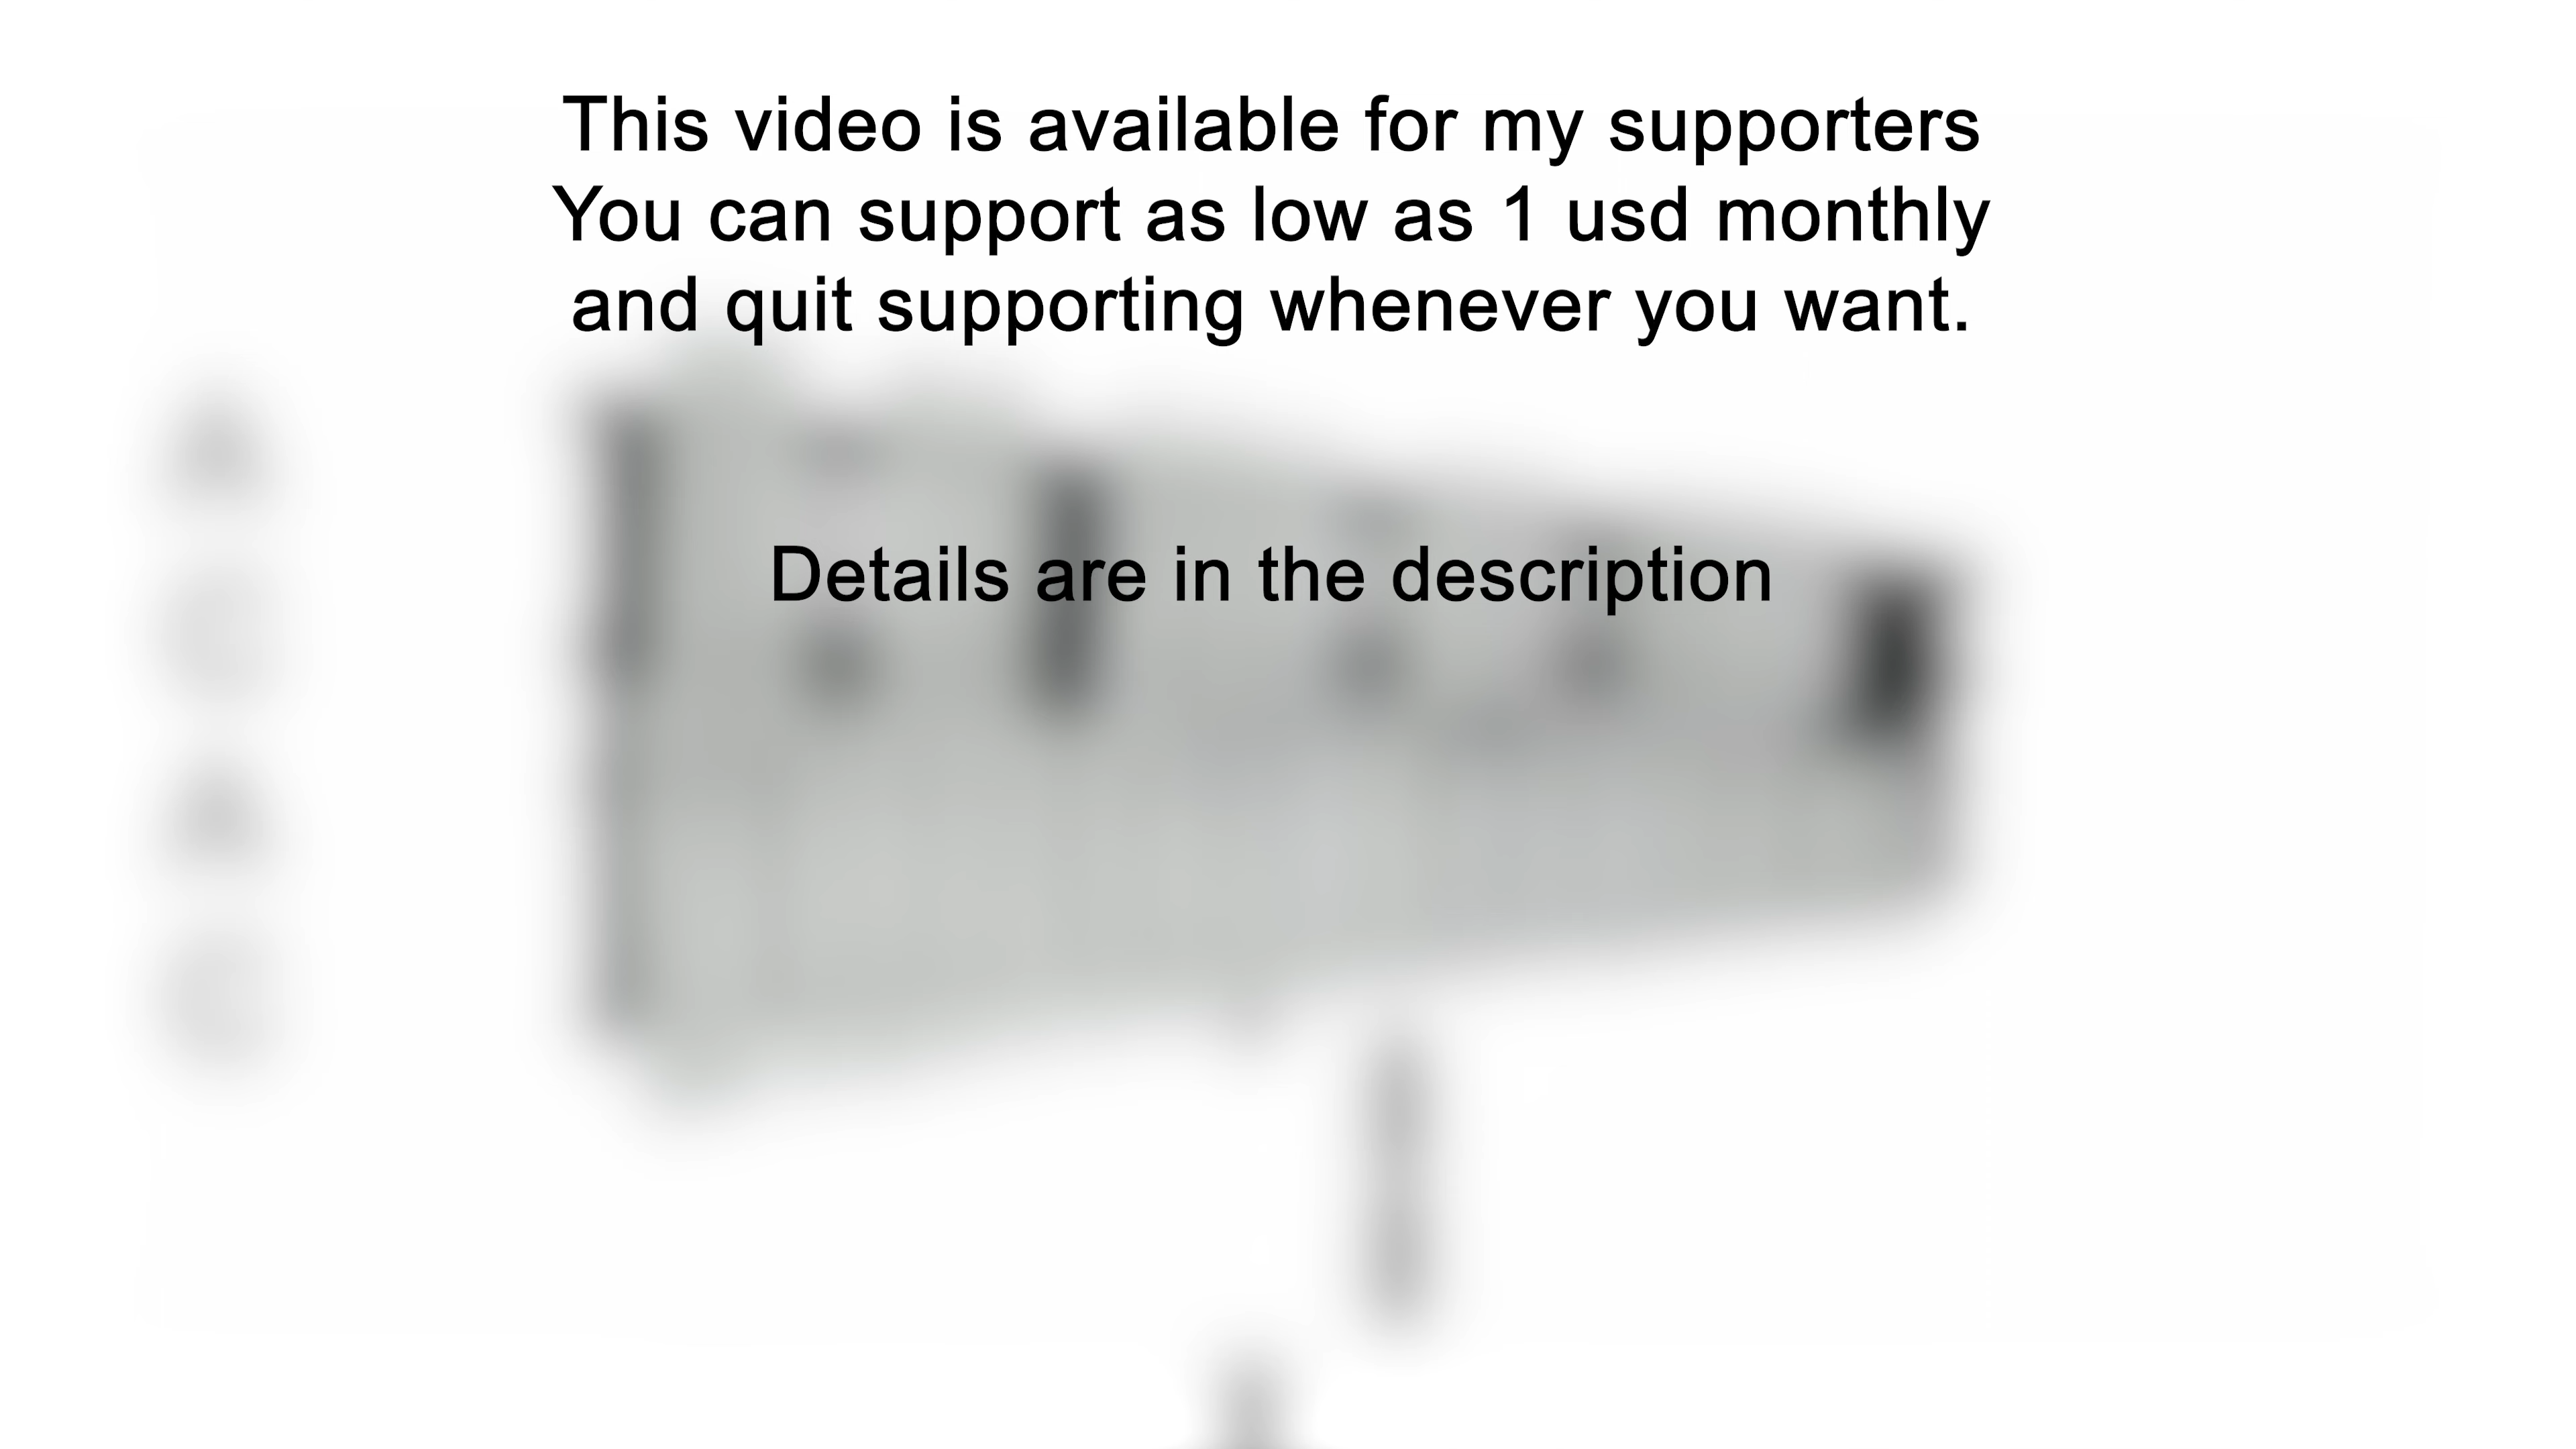 This video is available for my supporters
You can support as low as 1 usd monthly
and quit supporting whenever you want.
Details are in the description